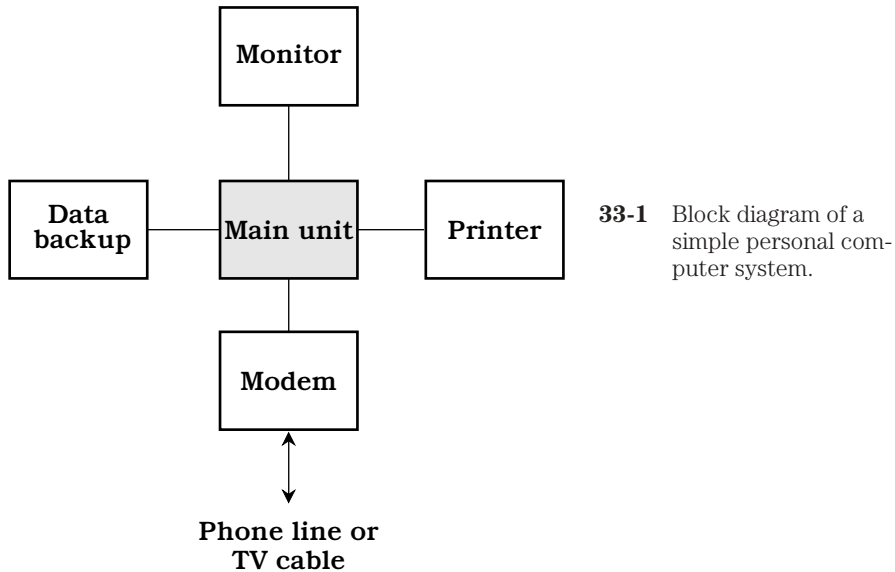 Monitor
Data
backup
Main unit
Printer
33-1 Block diagram of a
simple personal com-
puter system.
Modem
Phone line or
TV cable